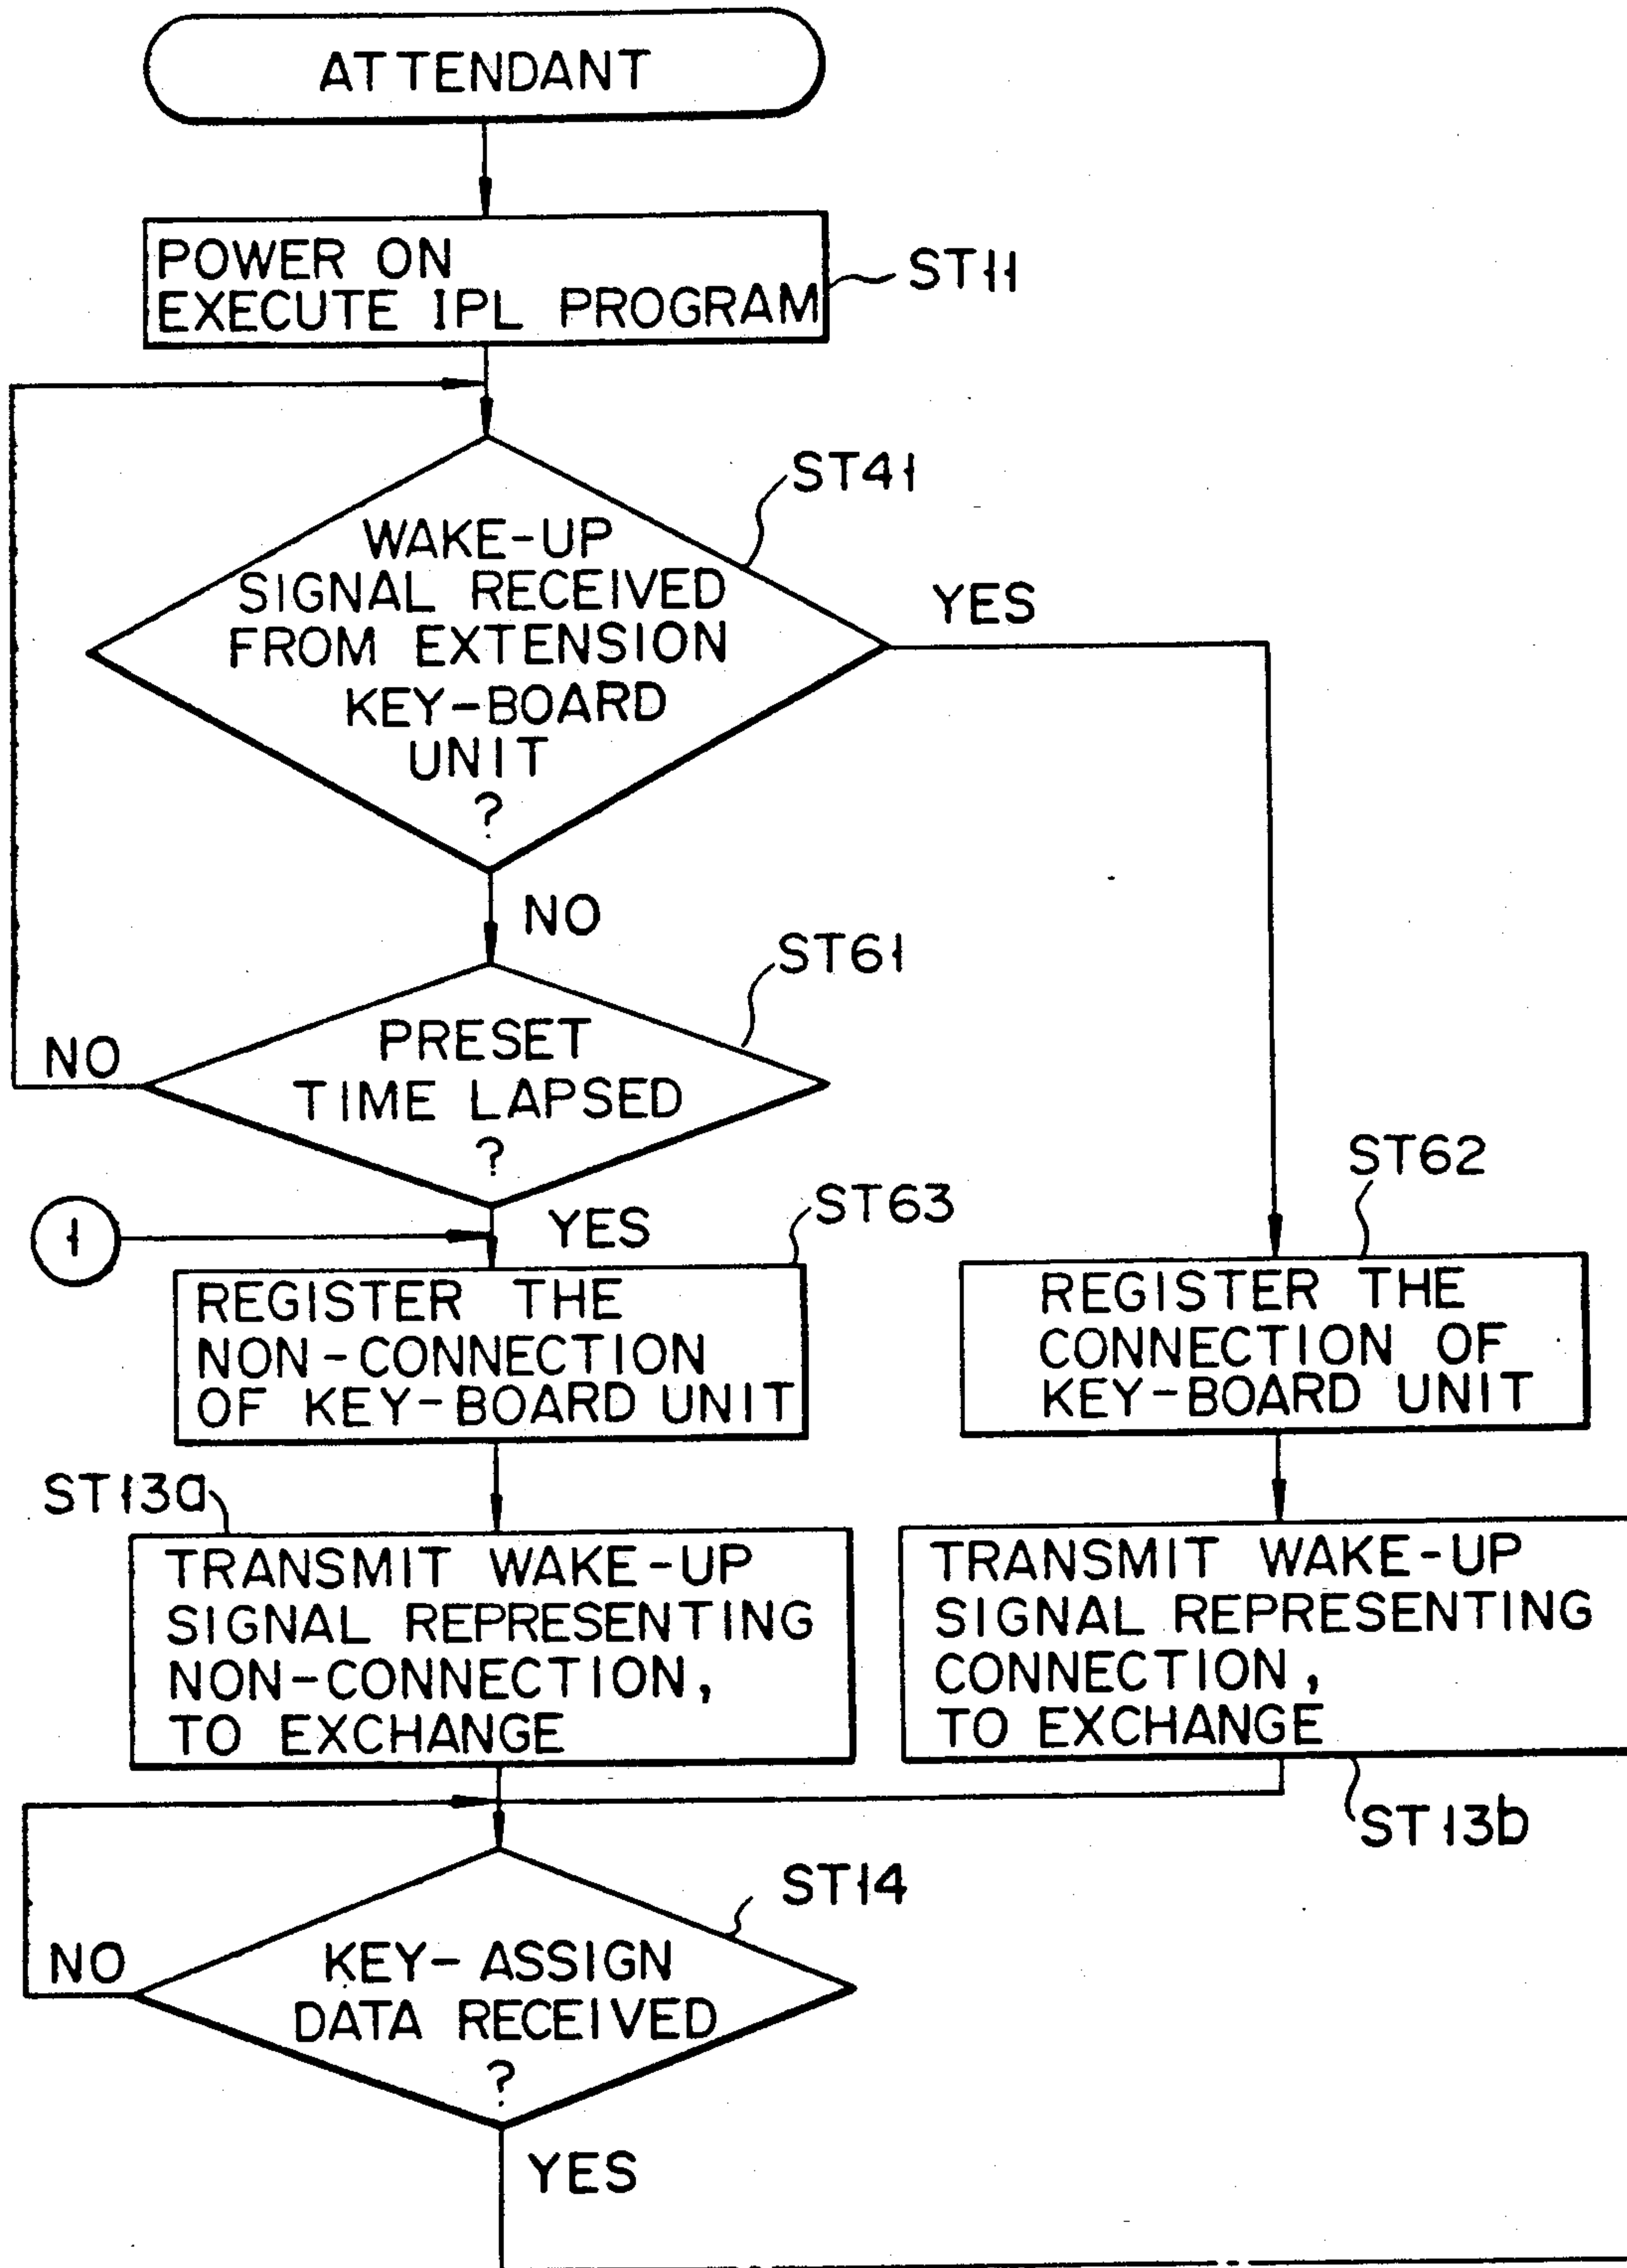 ATTENDANT
POWER ON
EXECUTE IPL PROGRAM
ST11
ST41
WAKE-UP
SIGNAL RECEIVED
FROM EXTENSION
KEY-BOARD
UNIT
?
YES
NO
ST61
PRESET
TIME LAPSED
?
NO
YES
1
ST63
REGISTER THE
NON-CONNECTION
OF KEY-BOARD UNIT
ST62
REGISTER THE
CONNECTION OF
KEY-BOARD UNIT
ST13a
TRANSMIT WAKE-UP
SIGNAL REPRESENTING
NON-CONNECTION,
TO EXCHANGE
TRANSMIT WAKE-UP
SIGNAL REPRESENTING
CONNECTION,
TO EXCHANGE
ST13b
ST14
KEY-ASSIGN
DATA RECEIVED
?
NO
YES